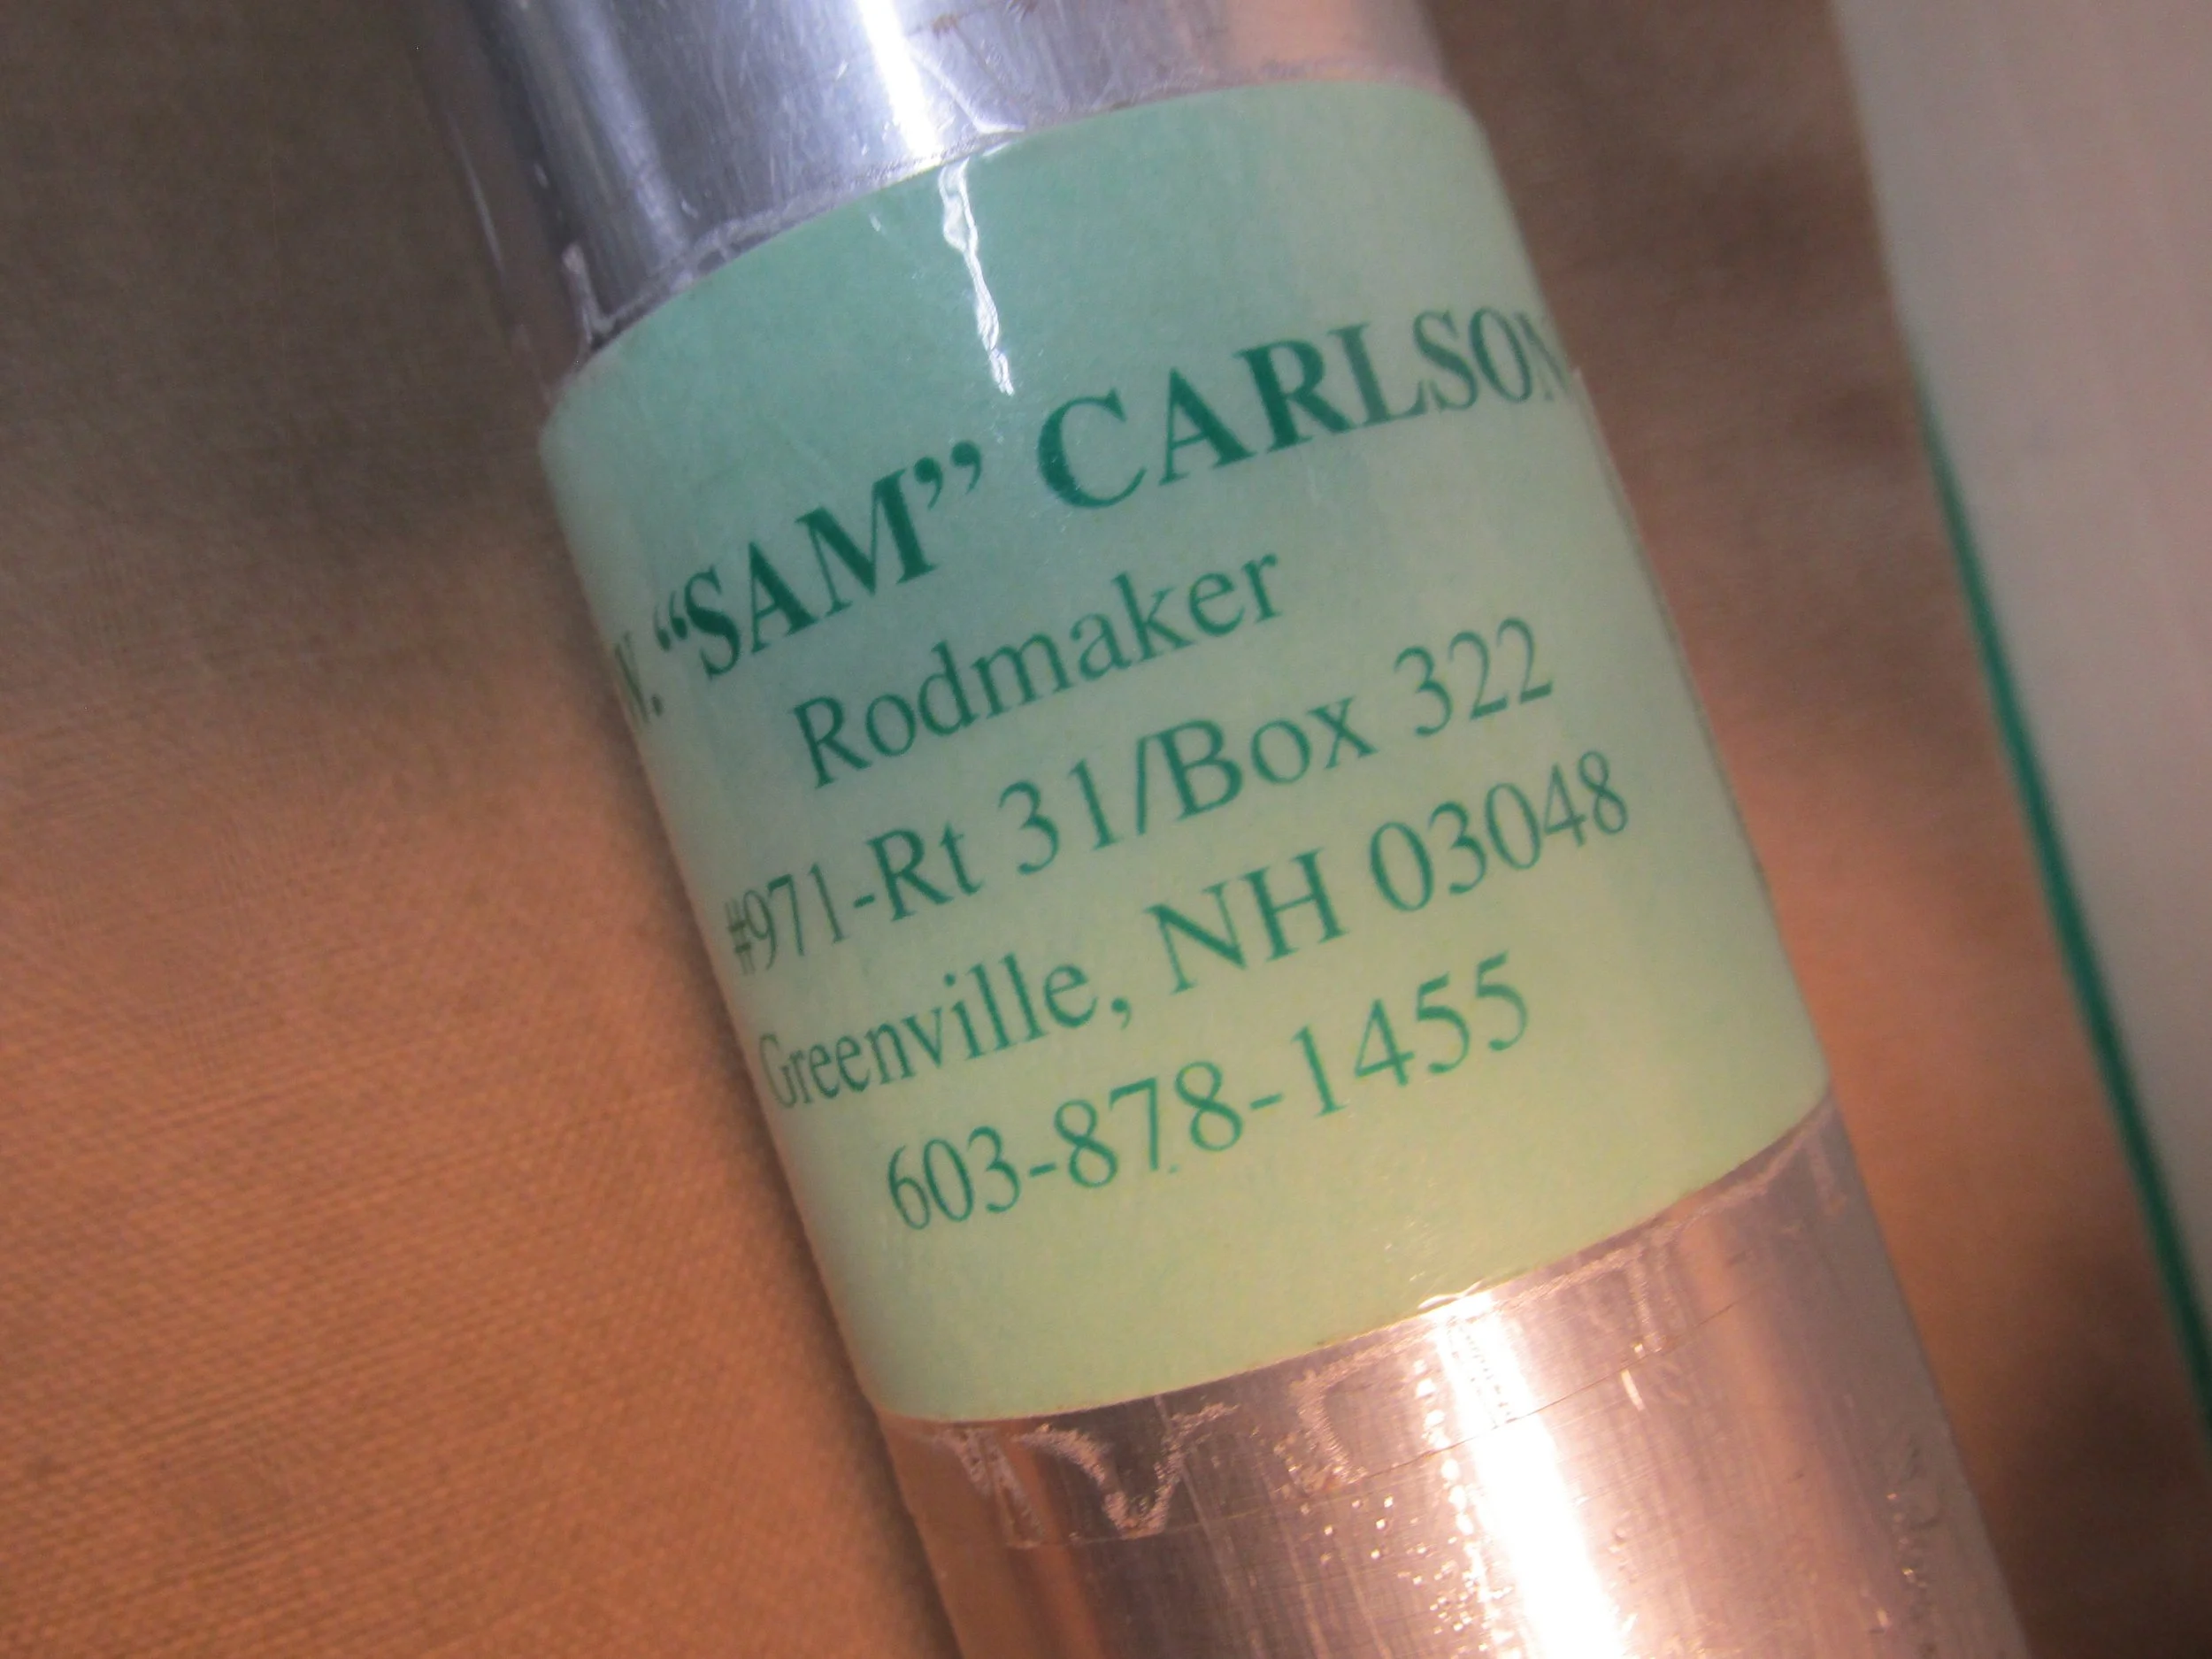 “SAM” CARLSON
Rodmaker
#971-Rt 31/Box 322
Greenville, NH 03048
603-878-1455